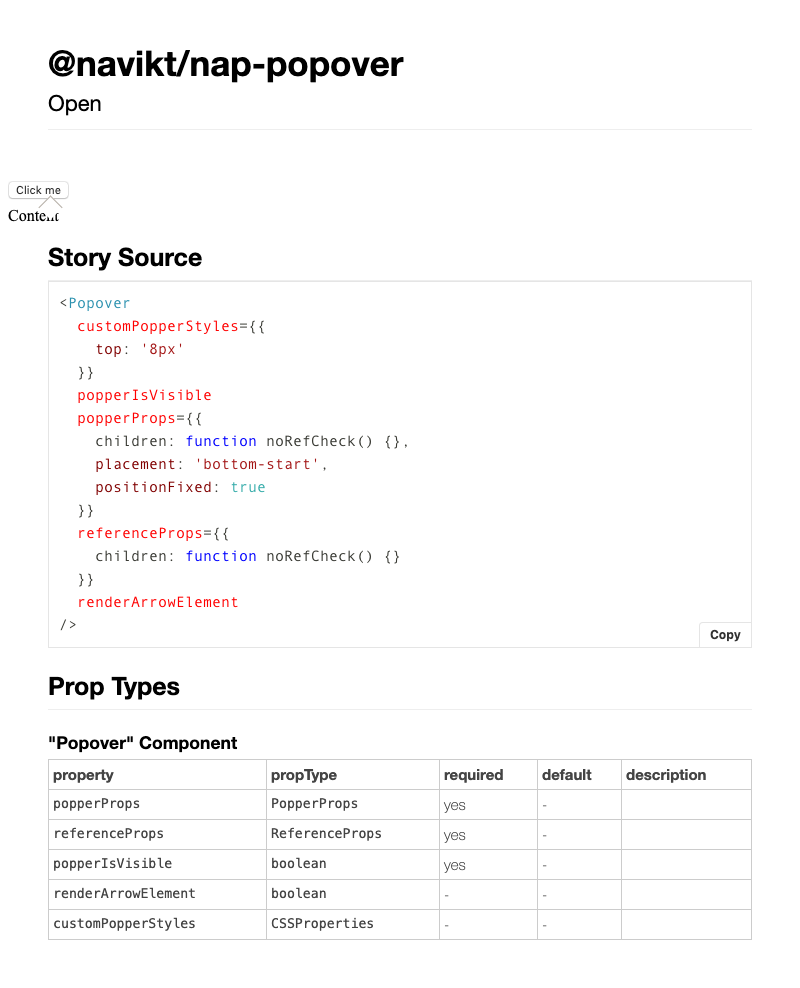 @navikt/nap-popover
Open
Click me
Content
Story Source
<Popover
  customPopperStyles={{
    top: '8px'
  }}
  popperIsVisible
  popperProps={{
    children: function noRefCheck() {},
    placement: 'bottom-start',
    positionFixed: true
  }}
  referenceProps={{
    children: function noRefCheck() {}
  }}
  renderArrowElement
/>
Copy
Prop Types
"Popover" Component
property propType required default description
popperProps PopperProps yes -
referenceProps ReferenceProps yes -
popperIsVisible boolean yes -
renderArrowElement boolean - -
customPopperStyles CSSProperties - -